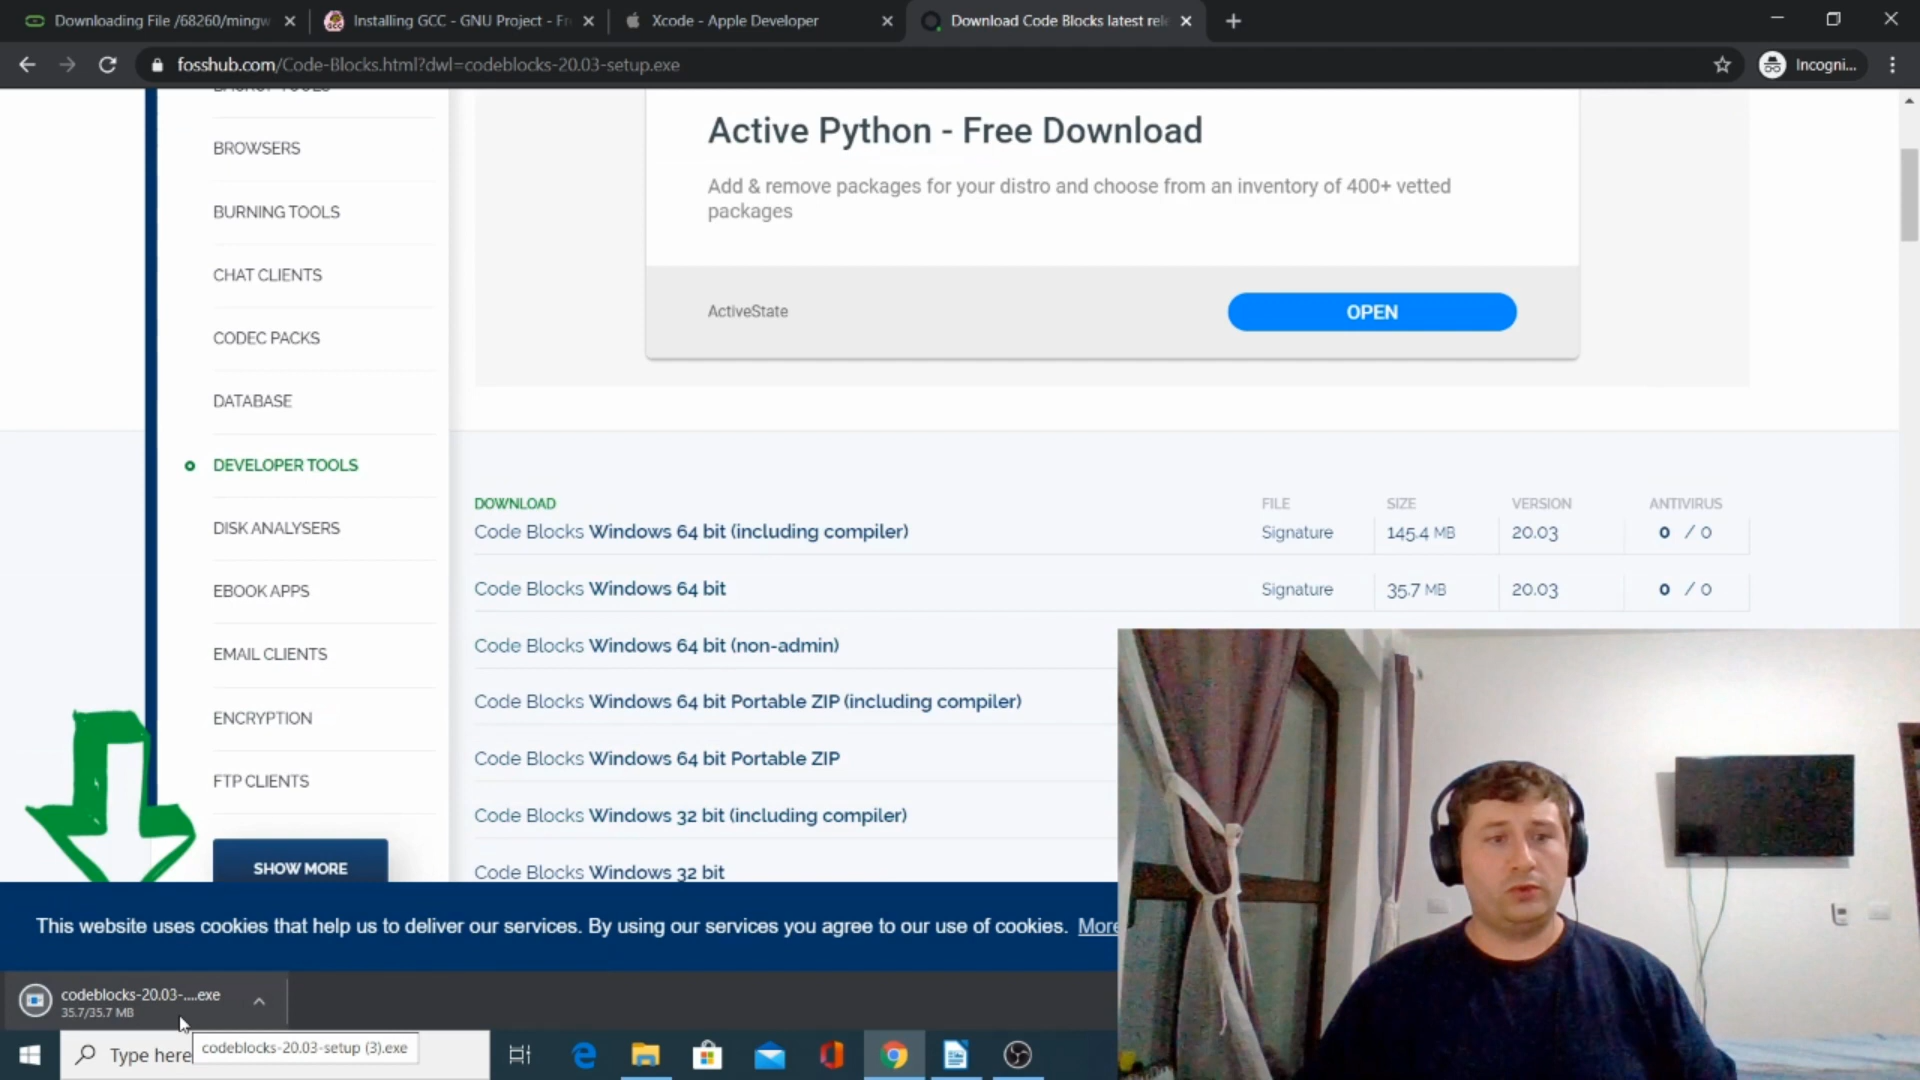 Downloading File /68260/mingw
Installing GCC - GNU Project - Fr
Xcode - Apple Developer
Download Code Blocks latest rele
fosshub.com/Code-Blocks.html?dwl=codeblocks-20.03-setup.exe
Incogni...
BROWSERS
BURNING TOOLS
CHAT CLIENTS
CODEC PACKS
DATABASE
DEVELOPER TOOLS
DISK ANALYSERS
EBOOK APPS
EMAIL CLIENTS
ENCRYPTION
FTP CLIENTS
SHOW MORE
Active Python - Free Download
Add & remove packages for your distro and choose from an inventory of 400+ vetted
packages
ActiveState
OPEN
DOWNLOAD FILE SIZE VERSION ANTIVIRUS
Code Blocks Windows 64 bit (including compiler) Signature 145.4 MB 20.03 0 / 0
Code Blocks Windows 64 bit Signature 35.7 MB 20.03 0 / 0
Code Blocks Windows 64 bit (non-admin)
Code Blocks Windows 64 bit Portable ZIP (including compiler)
Code Blocks Windows 64 bit Portable ZIP
Code Blocks Windows 32 bit (including compiler)
Code Blocks Windows 32 bit
This website uses cookies that help us to deliver our services. By using our services you agree to our use of cookies. More
codeblocks-20.03-....exe
35.7/35.7 MB
Type here
codeblocks-20.03-setup (3).exe